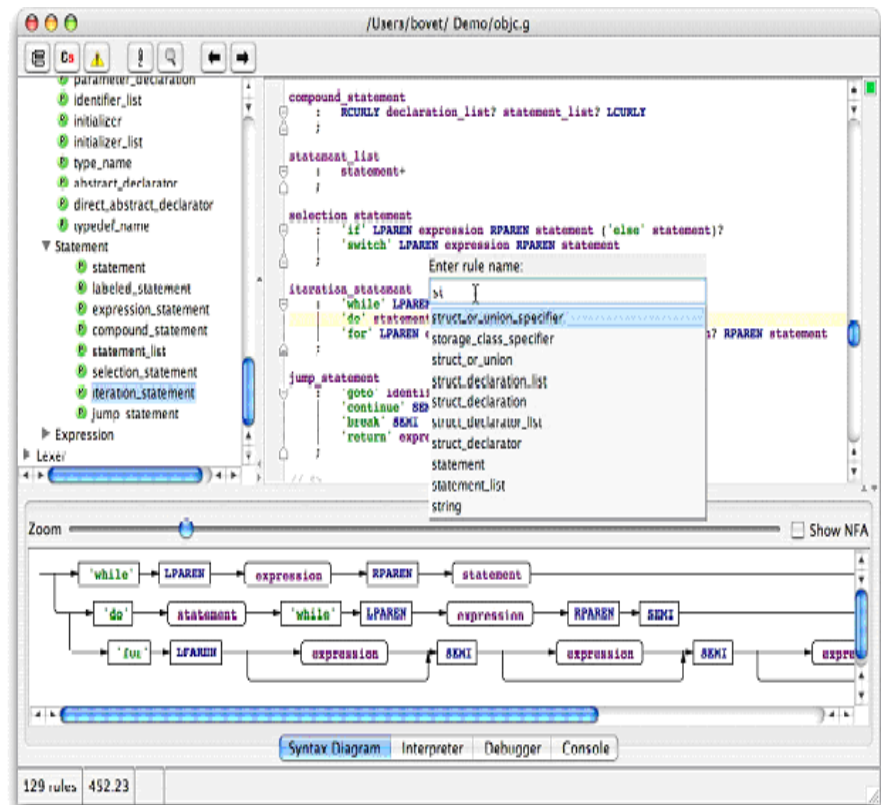 /Users/bovet/ Demo/objc.g
parameter_declaration
identifier_list
initializer
initializer_list
type_name
abstract_declarator
direct_abstract_declarator
typedef_name
Statement
statement
labeled_statement
expression_statement
compound_statement
statement_list
selection_statement
iteration_statement
jump_statement
Expression
Lexer
compound_statement
: RCURLY declaration_list? statement_list? LCURLY
;
statement_list
: statement+
;
selection_statement
: 'if' LPAREN expression RPAREN statement ('else' statement)?
| 'switch' LPAREN expression RPAREN statement
;
iteration_statement
: 'while' LPAREN
| 'do' statement
| 'for' LPAREN e ? RPAREN statement
;
jump_statement
: 'goto' identi
| 'continue' SE
| 'break' SEMI
| 'return' expre
;
Enter rule name:
st
struct_or_union_specifier
storage_class_specifier
struct_or_union
struct_declaration_list
struct_declaration
struct_declarator_list
struct_declarator
statement
statement_list
string
Zoom Show NFA
'while' LPAREN expression RPAREN statement
'do' statement 'while' LPAREN expression RPAREN SEMI
'for' LPAREN expression SEMI expression SEMI expre
Syntax Diagram Interpreter Debugger Console
129 rules 452.23